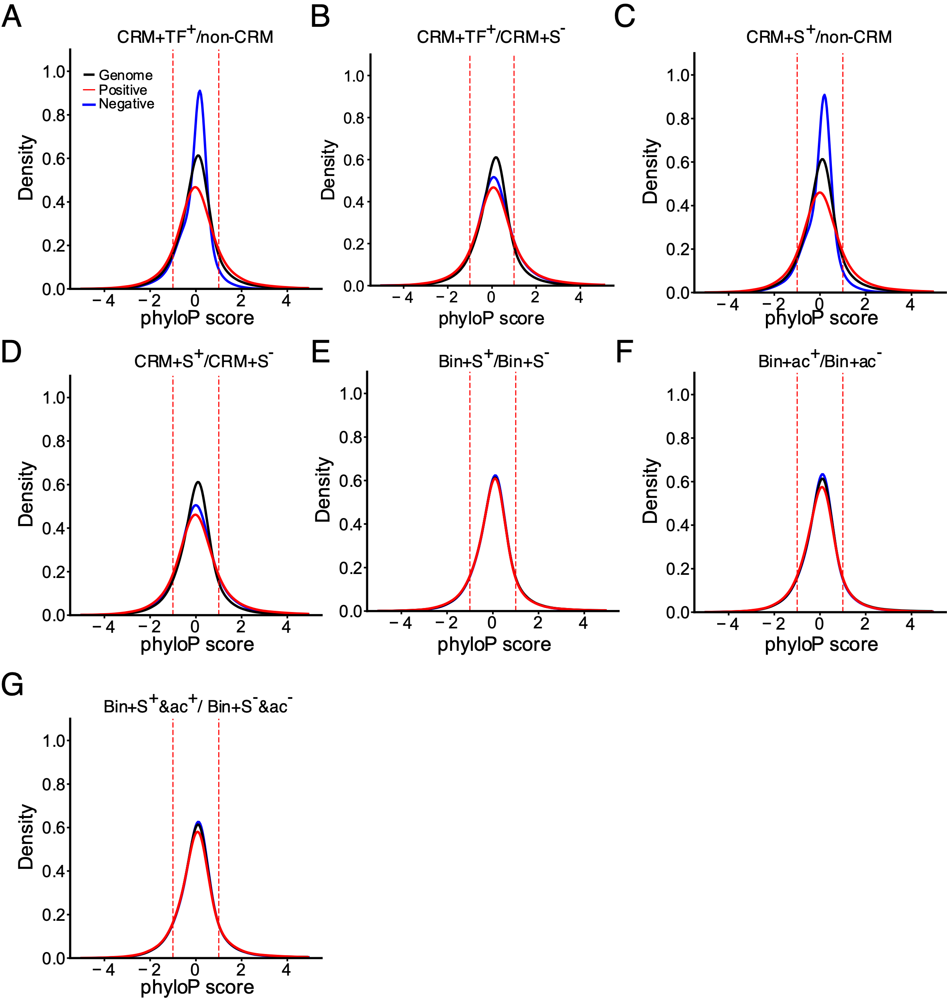 A
CRM+TF+/non-CRM
Genome
Positive
Negative
1.0
0.8
0.6
0.4
0.2
0.0
Density
−4 −2 0 2 4
phyloP score
B
CRM+TF+/CRM+S-
1.0
0.8
0.6
0.4
0.2
0.0
Density
−4 −2 0 2 4
phyloP score
C
CRM+S+/non-CRM
1.0
0.8
0.6
0.4
0.2
0.0
Density
−4 −2 0 2 4
phyloP score
D
CRM+S+/CRM+S-
1.0
0.8
0.6
0.4
0.2
0.0
Density
−4 −2 0 2 4
phyloP score
E
Bin+S+/Bin+S-
1.0
0.8
0.6
0.4
0.2
0.0
Density
−4 −2 0 2 4
phyloP score
F
Bin+ac+/Bin+ac-
1.0
0.8
0.6
0.4
0.2
0.0
Density
−4 −2 0 2 4
phyloP score
G
Bin+S+&ac+/ Bin+S-&ac-
1.0
0.8
0.6
0.4
0.2
0.0
Density
−4 −2 0 2 4
phyloP score